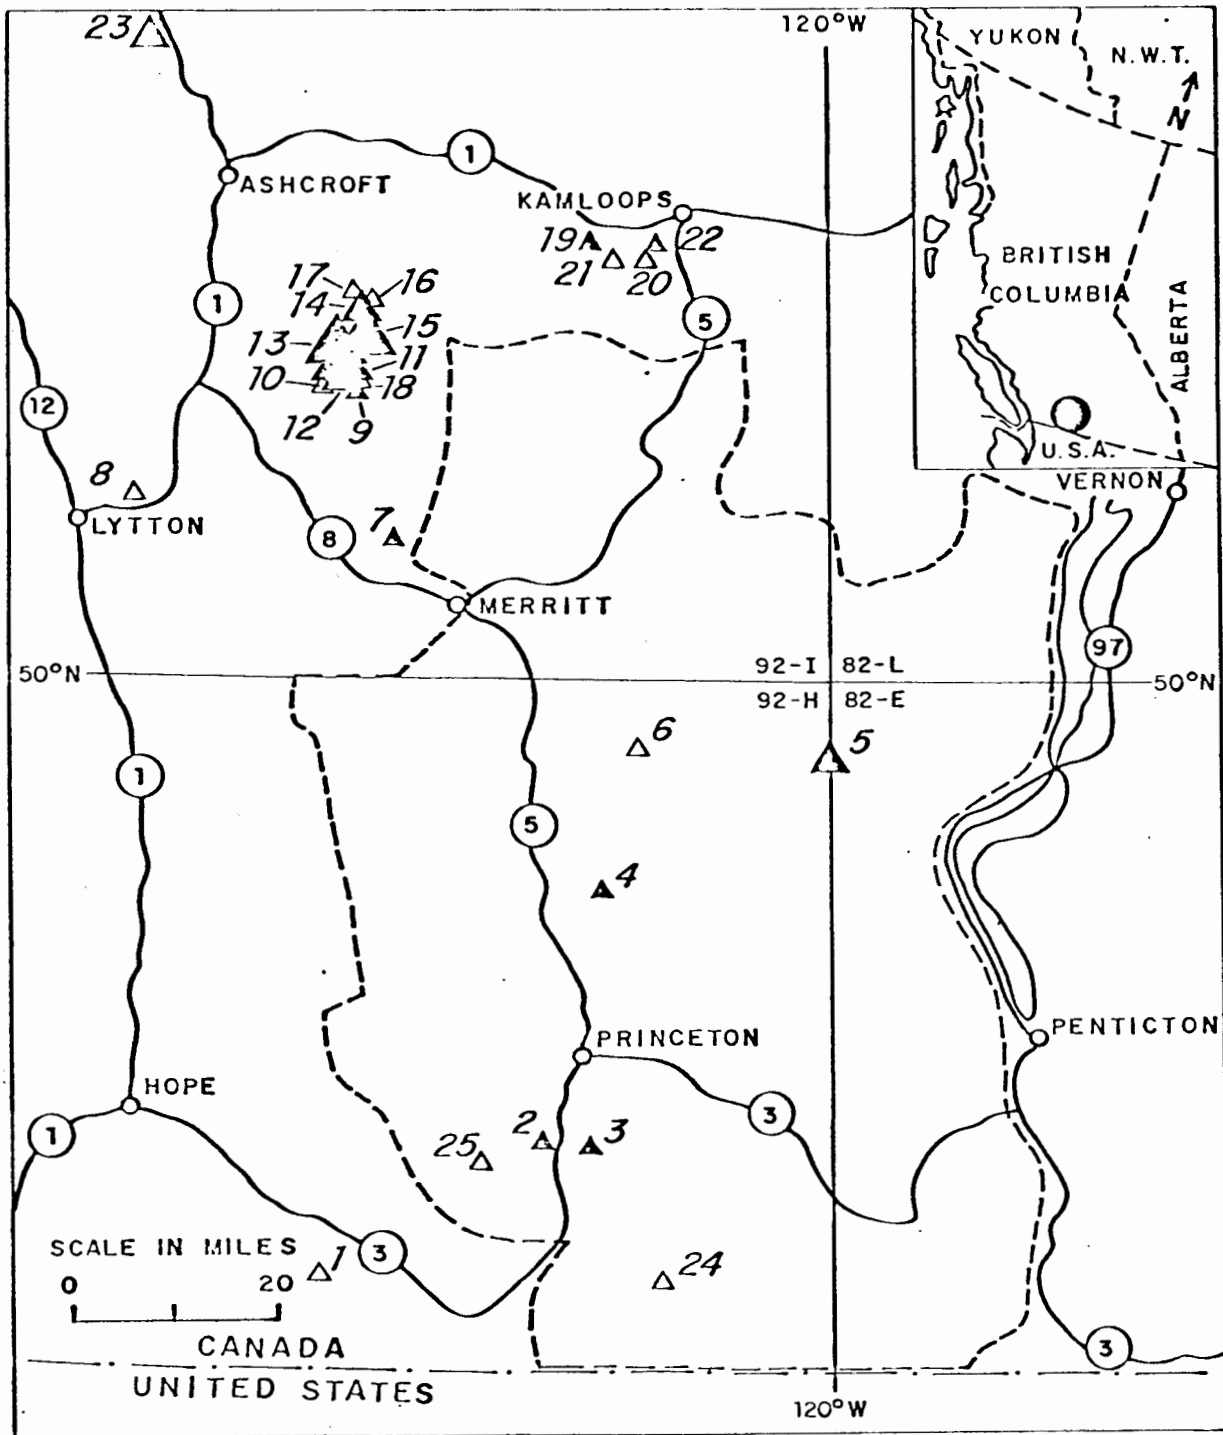 23
120°W
YUKON
N.W.T.
N
1
ASHCROFT
KAMLOOPS
19
22
21
20
BRITISH
COLUMBIA
ALBERTA
17
16
14
1
15
5
13
11
10
18
12
9
12
U.S.A.
VERNON
8
LYTTON
7
8
MERRITT
97
50°N
92-I 82-L
50°N
92-H 82-E
6
5
1
5
4
PRINCETON
PENTICTON
HOPE
3
1
2
3
25
SCALE IN MILES
1
3
24
0
20
CANADA
3
UNITED STATES
120°W